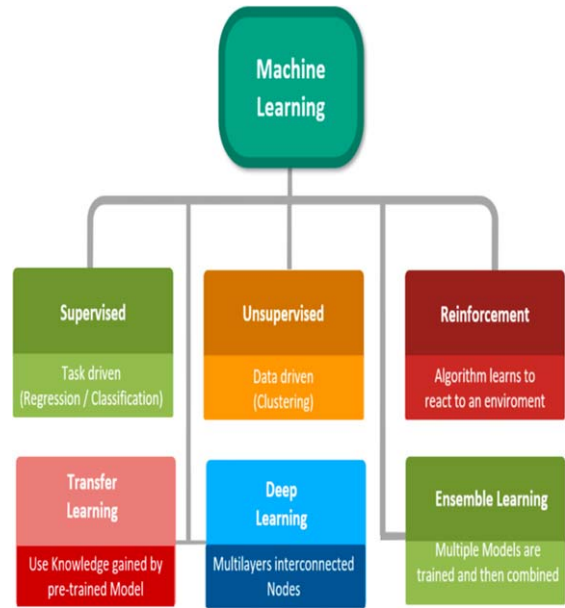 Machine
Learning
Supervised
Task driven
(Regression / Classification)
Unsupervised
Data driven
(Clustering)
Reinforcement
Algorithm learns to
react to an enviroment
Transfer
Learning
Use Knowledge gained by
pre-trained Model
Deep
Learning
Multilayers interconnected
Nodes
Ensemble Learning
Multiple Models are
trained and then combined